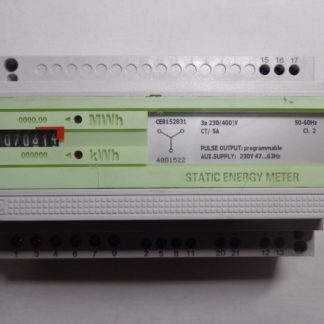 15 16 17
0000,00 MWh
070614
000000 kWh
CEB152831
3x 230(400)V
50-60Hz
CT/ 5A
CL 2
4001522
PULSE OUTPUT: programmable
AUX.SUPPLY: 230V 47...63Hz
STATIC ENERGY METER
1 3 4 6 7 9 2 5 8 11 20 21 12 13